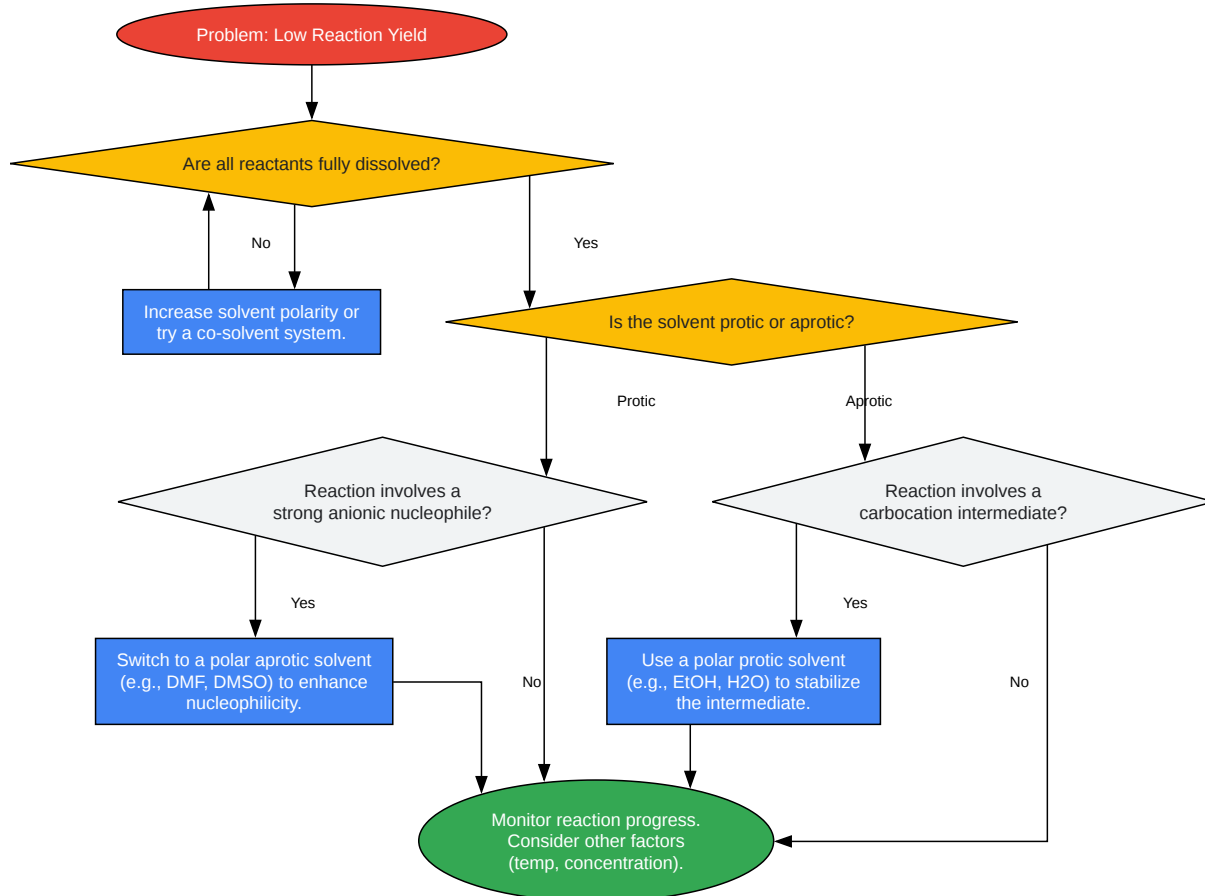 Problem: Low Reaction Yield
Are all reactants fully dissolved?
No
Yes
Increase solvent polarity or
try a co-solvent system.
Is the solvent protic or aprotic?
Protic
Aprotic
Reaction involves a
strong anionic nucleophile?
Reaction involves a
carbocation intermediate?
Yes
Yes
Switch to a polar aprotic solvent
(e.g., DMF, DMSO) to enhance
nucleophilicity.
No
Use a polar protic solvent
(e.g., EtOH, H2O) to stabilize
the intermediate.
No
Monitor reaction progress.
Consider other factors
(temp, concentration).